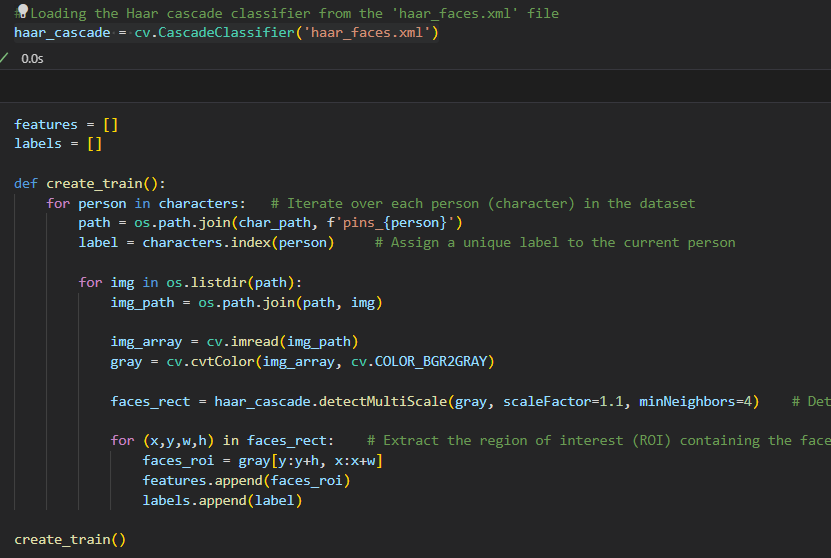 # Loading the Haar cascade classifier from the 'haar_faces.xml' file
haar_cascade = cv.CascadeClassifier('haar_faces.xml')
0.0s
features = []
labels = []
def create_train():
    for person in characters:   # Iterate over each person (character) in the dataset
        path = os.path.join(char_path, f'pins_{person}')
        label = characters.index(person)     # Assign a unique label to the current person
        for img in os.listdir(path):
            img_path = os.path.join(path, img)
            img_array = cv.imread(img_path)
            gray = cv.cvtColor(img_array, cv.COLOR_BGR2GRAY)
            faces_rect = haar_cascade.detectMultiScale(gray, scaleFactor=1.1, minNeighbors=4)    # Det
            for (x,y,w,h) in faces_rect:    # Extract the region of interest (ROI) containing the face
                faces_roi = gray[y:y+h, x:x+w]
                features.append(faces_roi)
                labels.append(label)
create_train()